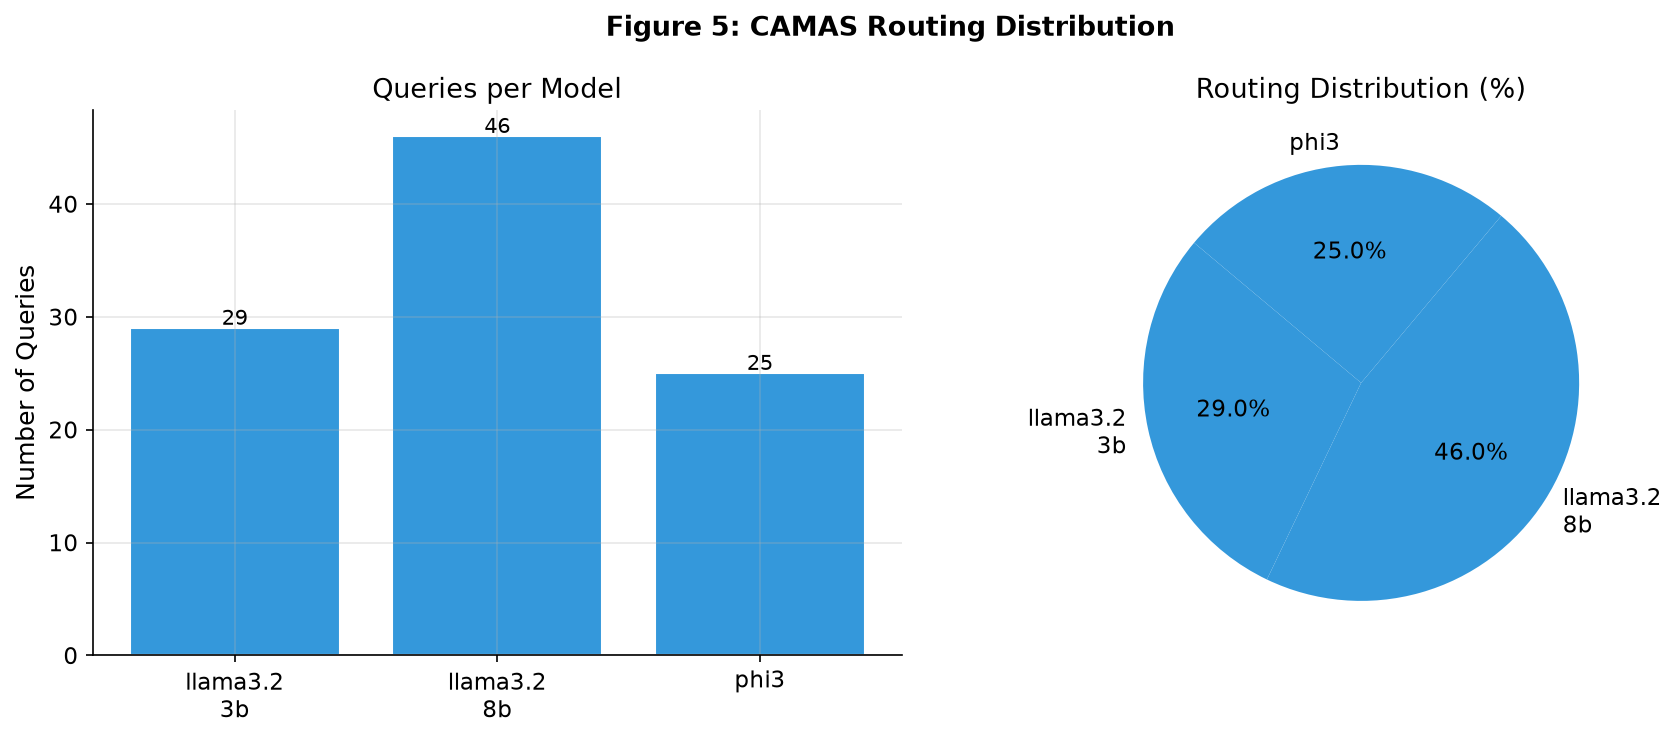 Figure 5: CAMAS Routing Distribution
Queries per Model
Number of Queries
40
30
20
10
0
29
46
25
llama3.2
3b
llama3.2
8b
phi3
Routing Distribution (%)
phi3
25.0%
29.0%
llama3.2
3b
46.0%
llama3.2
8b